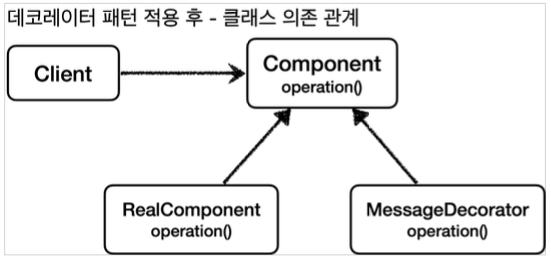 데코레이터 패턴 적용 후 - 클래스 의존 관계
Client
Component
operation()
RealComponent
operation()
MessageDecorator
operation()